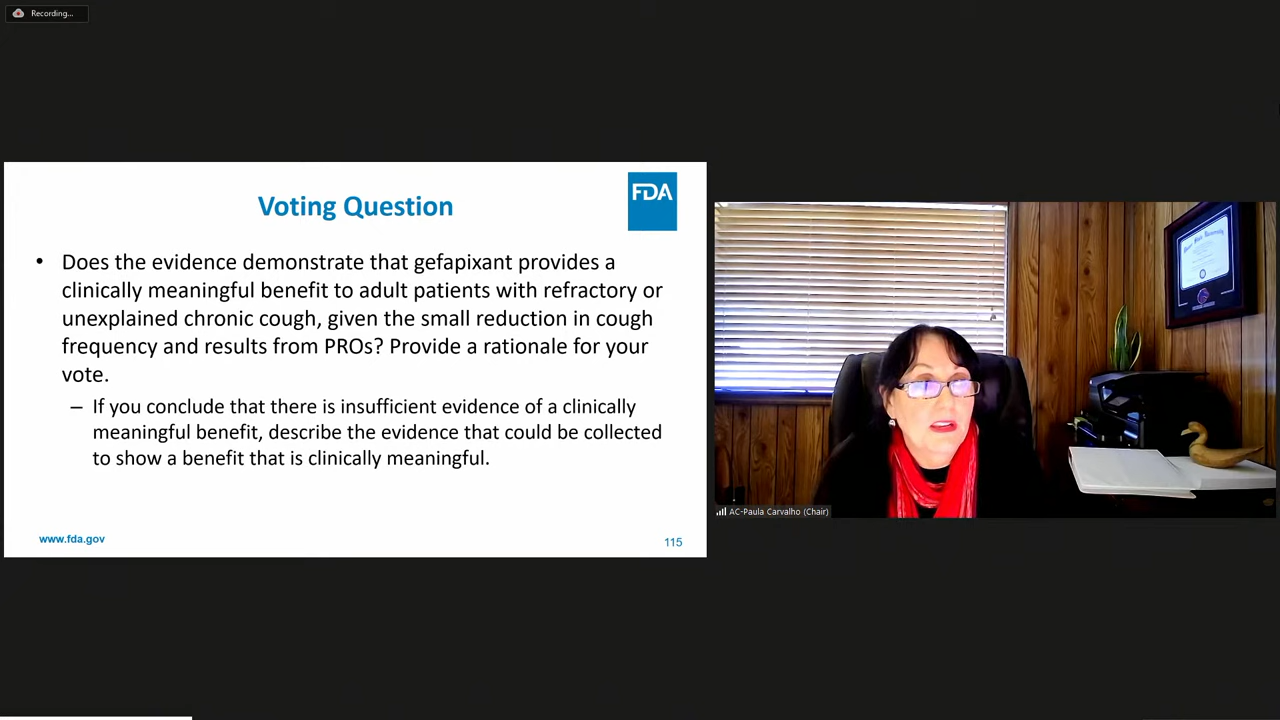 Recording...
Voting Question
FDA
• Does the evidence demonstrate that gefapixant provides a
clinically meaningful benefit to adult patients with refractory or
unexplained chronic cough, given the small reduction in cough
frequency and results from PROs? Provide a rationale for your
vote.
– If you conclude that there is insufficient evidence of a clinically
meaningful benefit, describe the evidence that could be collected
to show a benefit that is clinically meaningful.
www.fda.gov
115
AC-Paula Carvalho (Chair)